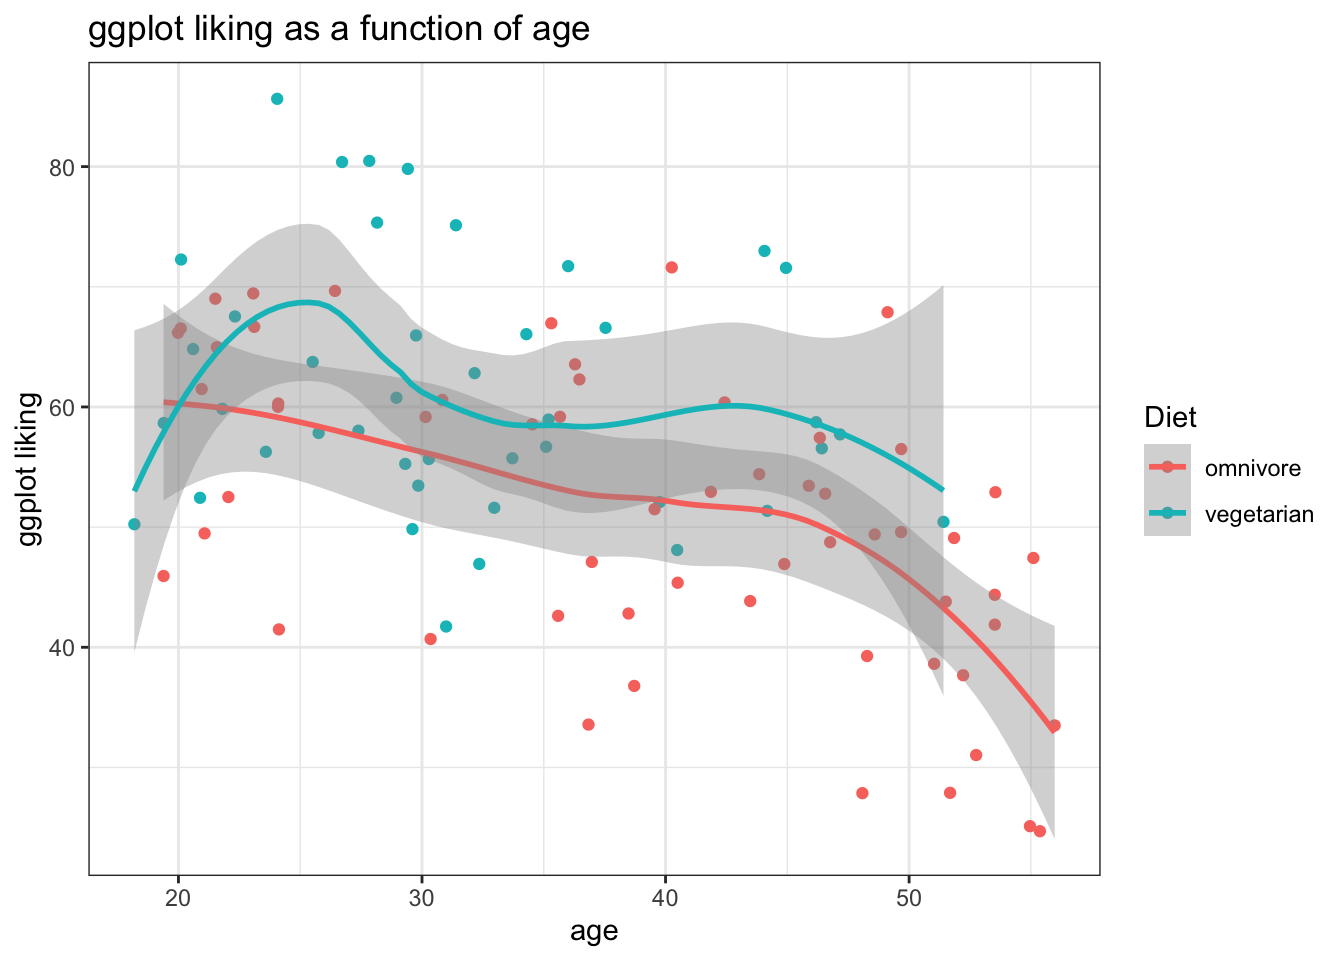 ggplot liking as a function of age
ggplot liking
80
60
40
20
30
40
50
age
Diet
omnivore
vegetarian